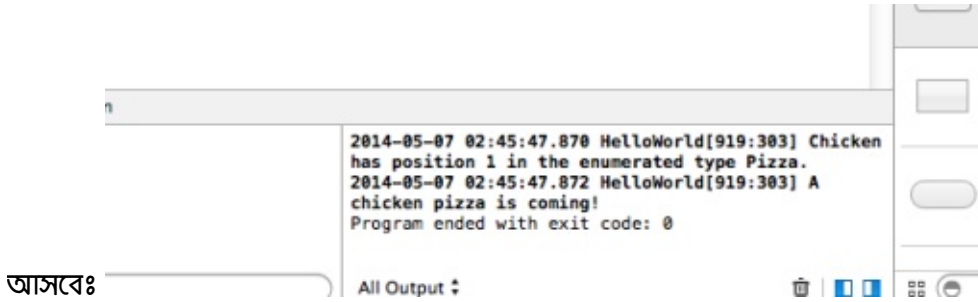 n
2014-05-07 02:45:47.870 HelloWorld[919:303] Chicken
has position 1 in the enumerated type Pizza.
2014-05-07 02:45:47.872 HelloWorld[919:303] A
chicken pizza is coming!
Program ended with exit code: 0
আসবেঃ
All Output